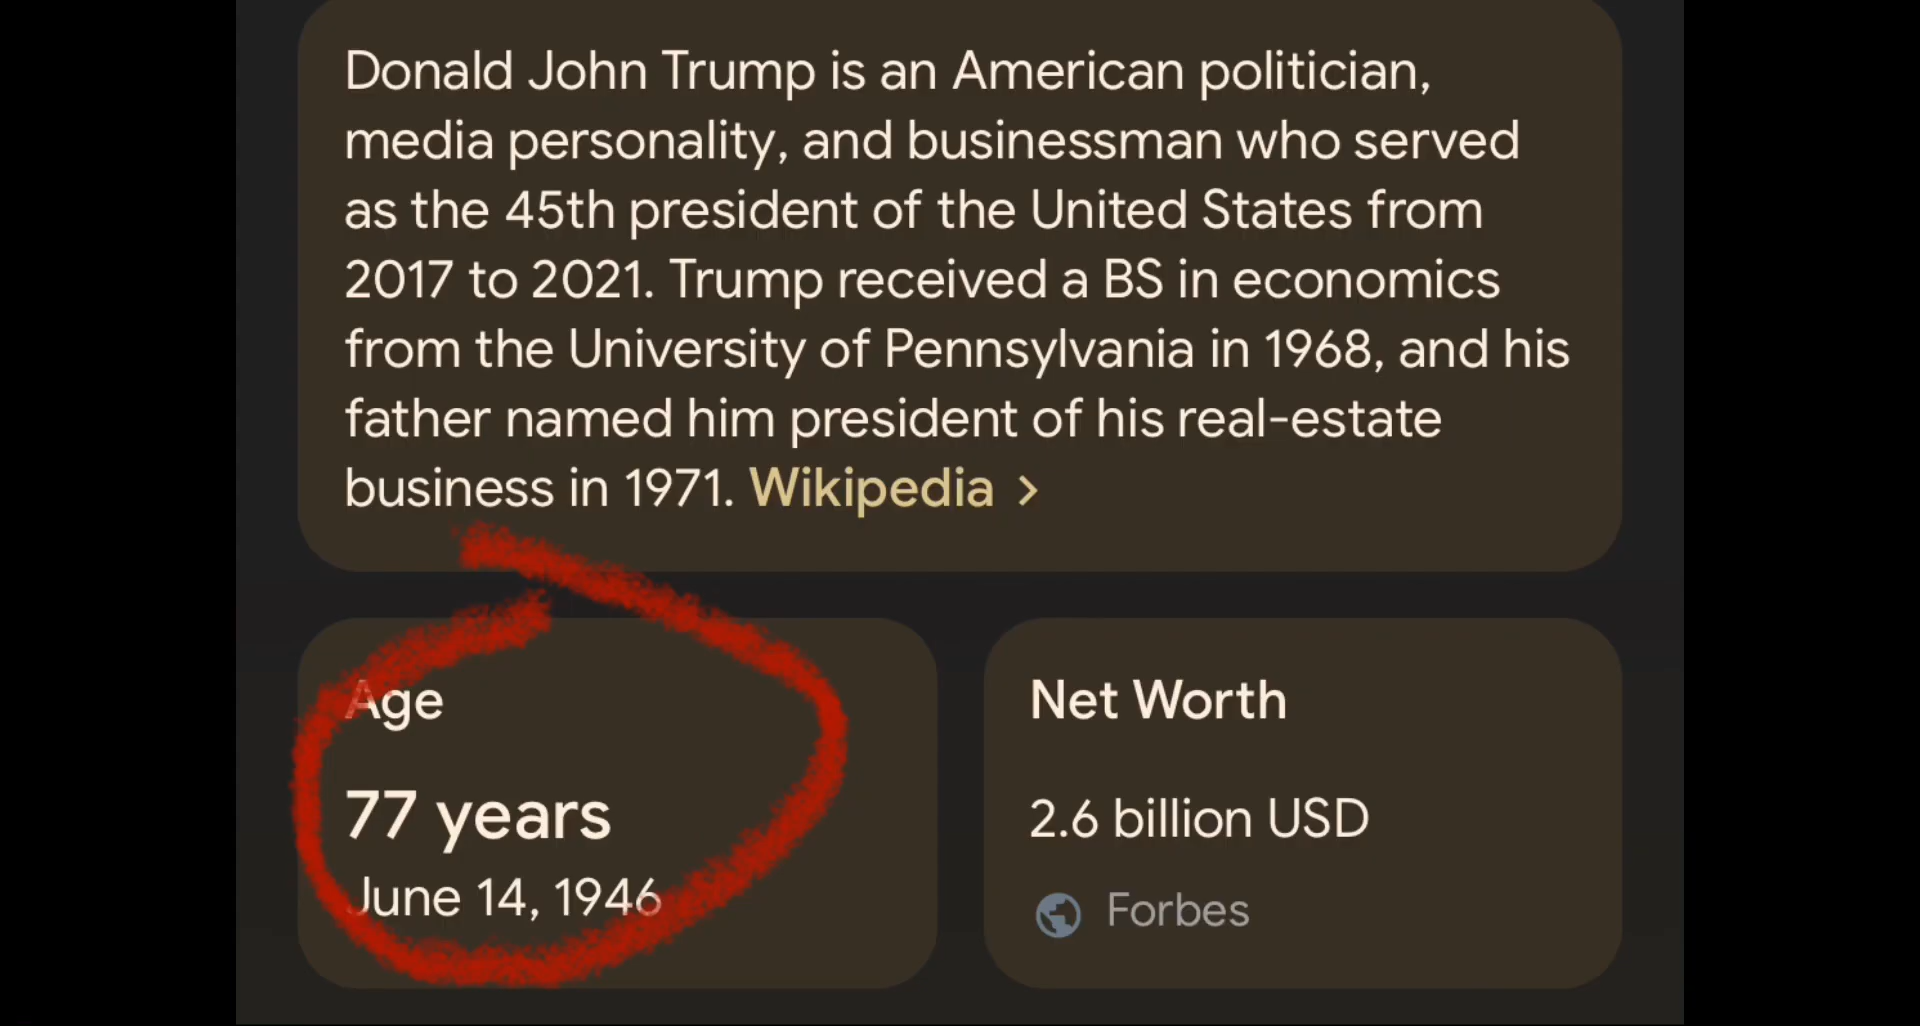 Donald John Trump is an American politician,
media personality, and businessman who served
as the 45th president of the United States from
2017 to 2021. Trump received a BS in economics
from the University of Pennsylvania in 1968, and his
father named him president of his real-estate
business in 1971. Wikipedia >
Age
77 years
June 14, 1946
Net Worth
2.6 billion USD
Forbes